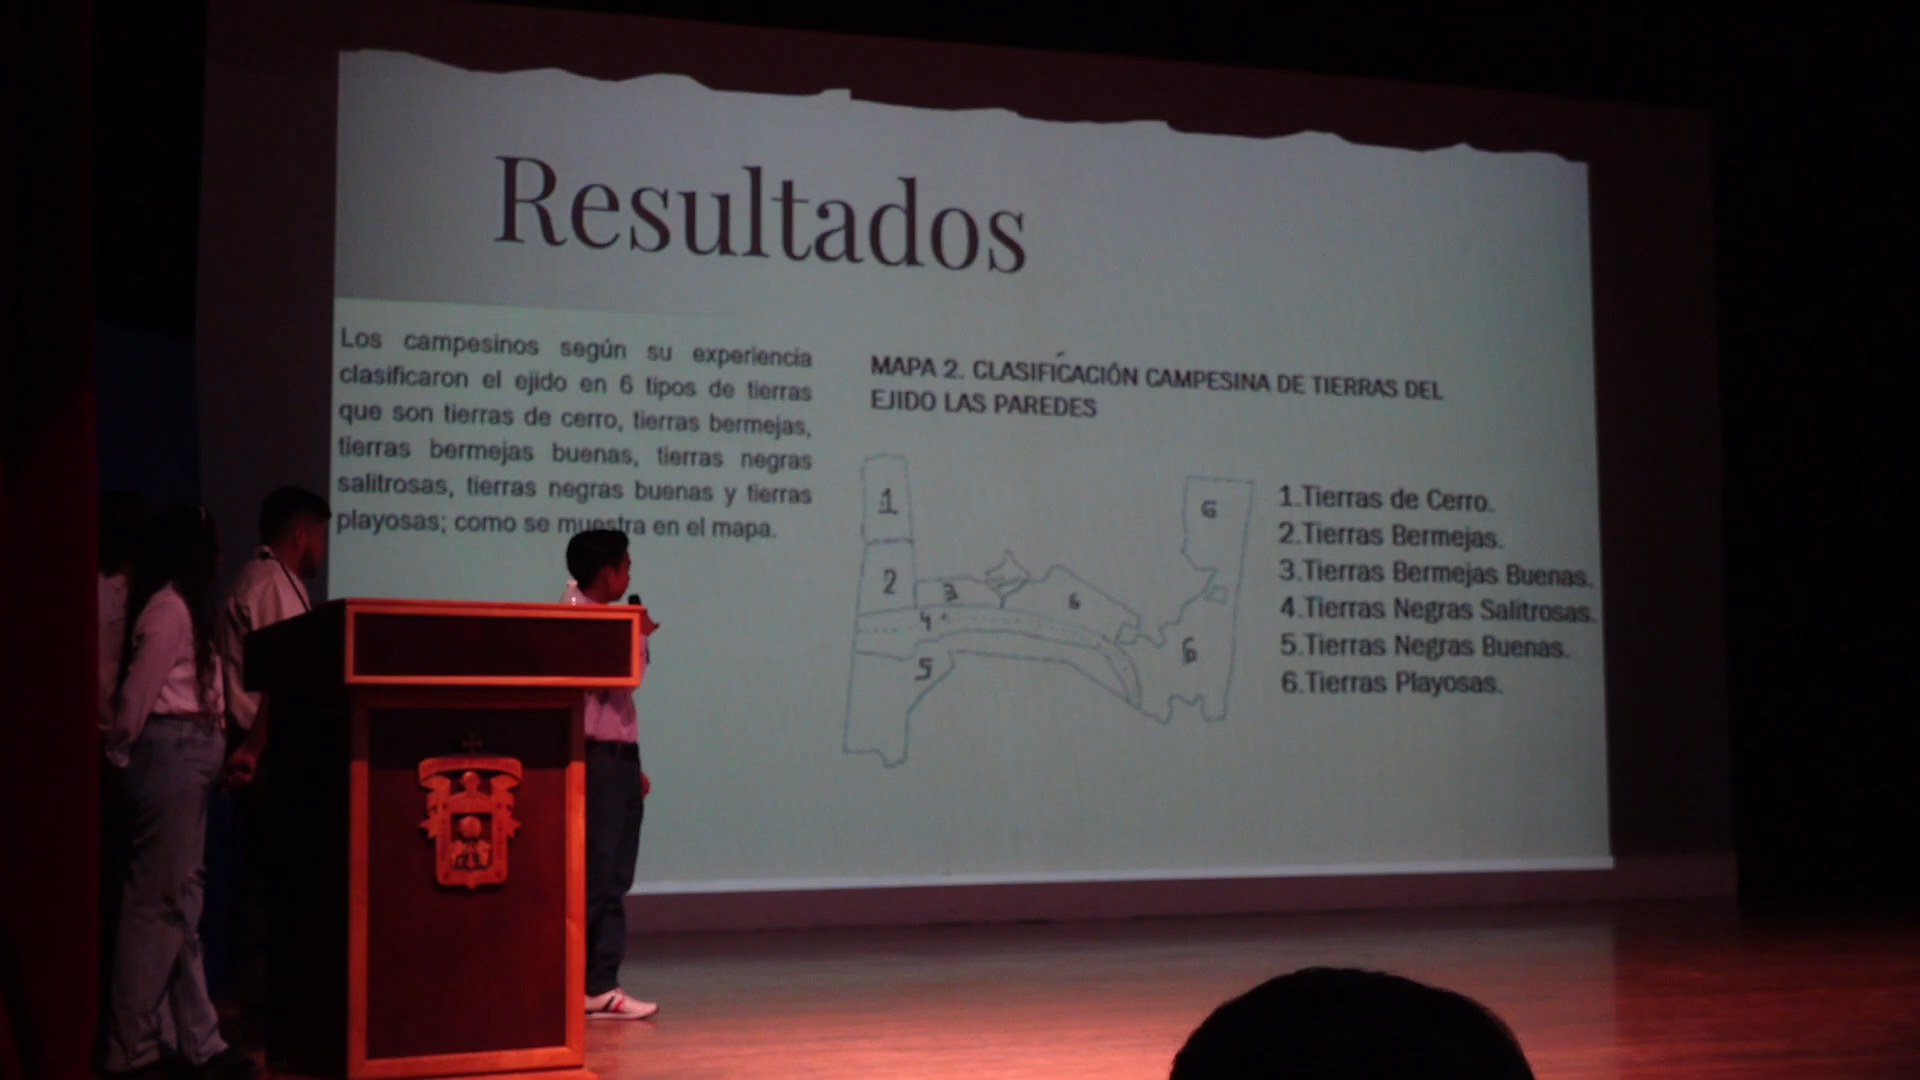 Resultados
Los campesinos según su experiencia
clasificaron el ejido en 6 tipos de tierras
que son tierras de cerro, tierras bermejas,
tierras bermejas buenas, tierras negras
salitrosas, tierras negras buenas y tierras
playosas; como se muestra en el mapa.
MAPA 2. CLASIFICACIÓN CAMPESINA DE TIERRAS DEL
EJIDO LAS PAREDES
1
2
3
4
5
6
6
6
1.Tierras de Cerro.
2.Tierras Bermejas.
3.Tierras Bermejas Buenas.
4.Tierras Negras Salitrosas.
5.Tierras Negras Buenas.
6.Tierras Playosas.